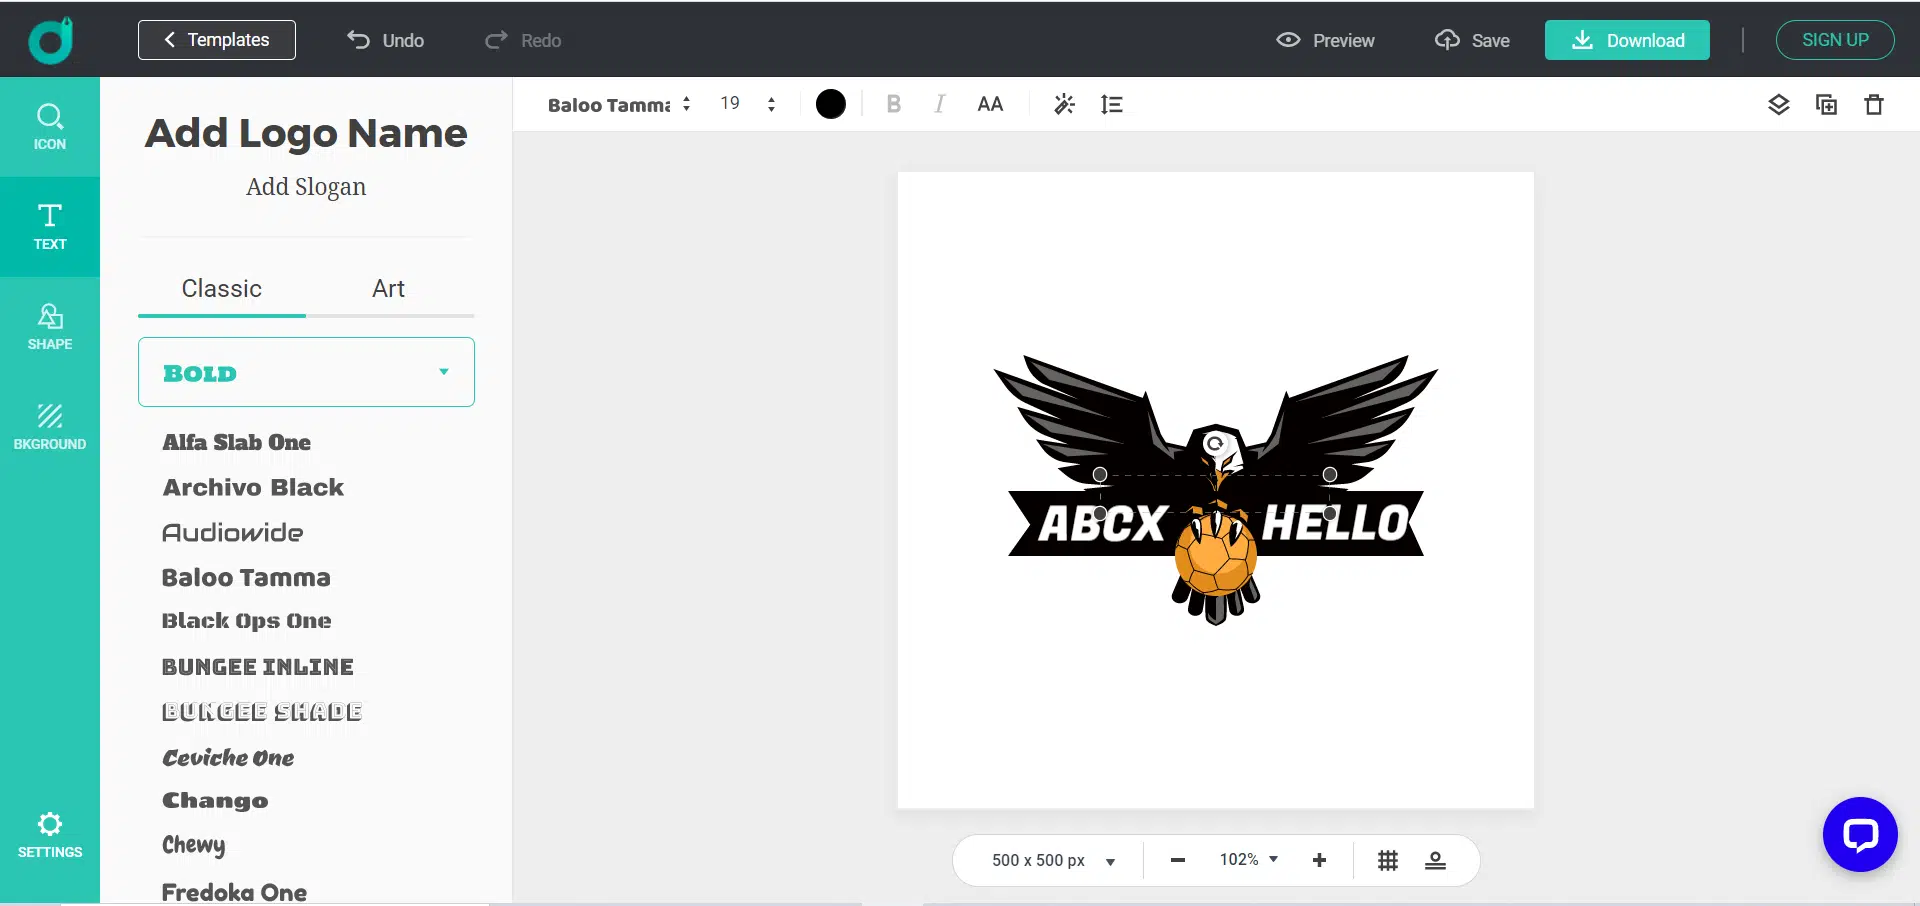 Templates
Undo
Redo
Preview
Save
Download
SIGN UP
ICON
TEXT
SHAPE
BKGROUND
SETTINGS
Add Logo Name
Add Slogan
Classic
Art
BOLD
Alfa Slab One
Archivo Black
Audiowide
Baloo Tamma
Black Ops One
BUNGEE INLINE
BUNGEE SHADE
Ceviche One
Chango
Chewy
Fredoka One
Baloo Tamma
19
B
I
AA
ABCX HELLO
500 x 500 px
102%